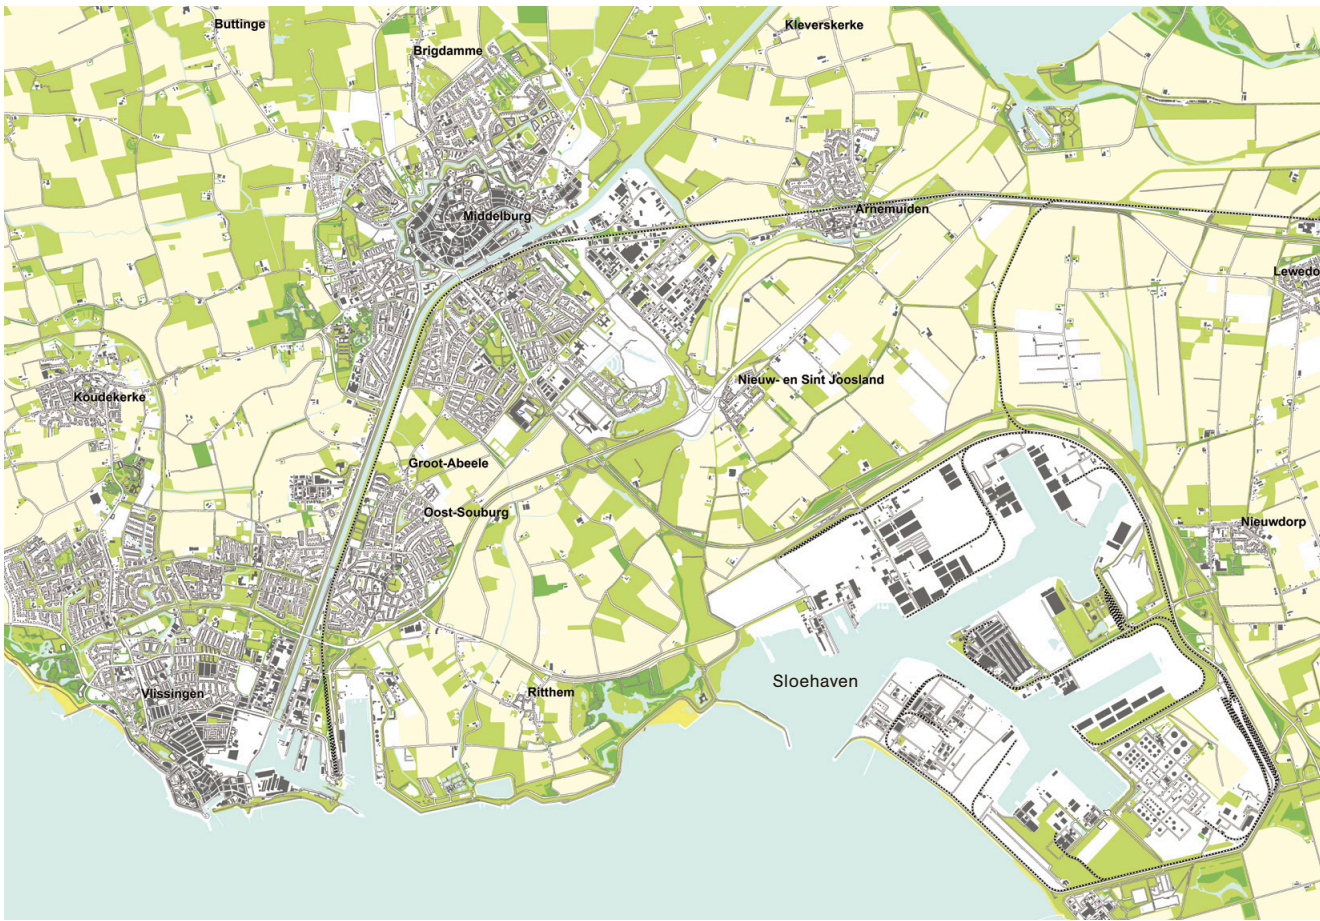 Buttinge
Kleverskerke
Brigdamme
Middelburg
Arnemuiden
Lewedo
Nieuw- en Sint Joosland
Koudekerke
Groot-Abeele
Oost-Souburg
Nieuwdorp
Sloehaven
Ritthem
Vlissingen